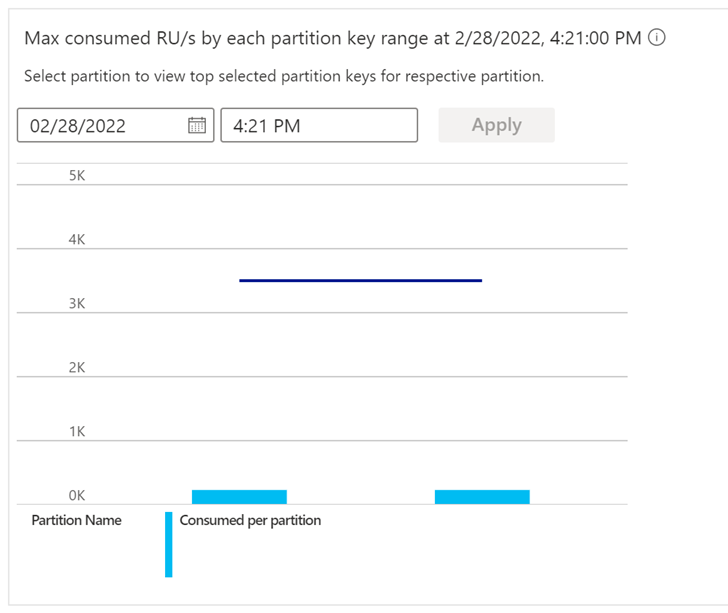 Max consumed RU/s by each partition key range at 2/28/2022, 4:21:00 PM
Select partition to view top selected partition keys for respective partition.
02/28/2022 4:21 PM Apply
5K
4K
3K
2K
1K
0K
Partition Name Consumed per partition